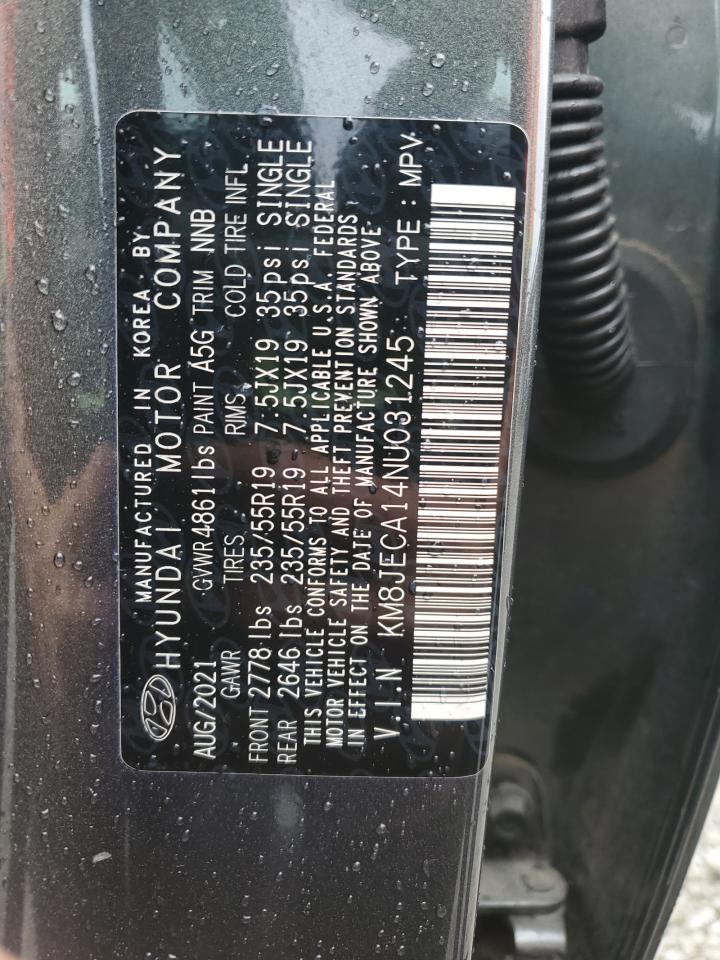 MANUFACTURED IN KOREA BY
HYUNDAI MOTOR COMPANY
AUG/2021 GVWR 4861 lbs PAINT A5G TRIM NNB
GAWR TIRES RIMS COLD TIRE INFL
FRONT 2778 lbs 235/55R19 7.5JX19 35psi SINGLE
REAR 2646 lbs 235/55R19 7.5JX19 35psi SINGLE
THIS VEHICLE CONFORMS TO ALL APPLICABLE U.S.A. FEDERAL
MOTOR VEHICLE SAFETY AND THEFT PREVENTION STANDARDS
IN EFFECT ON THE DATE OF MANUFACTURE SHOWN ABOVE
V.I.N KM8JECA14NU031245 TYPE : MPV